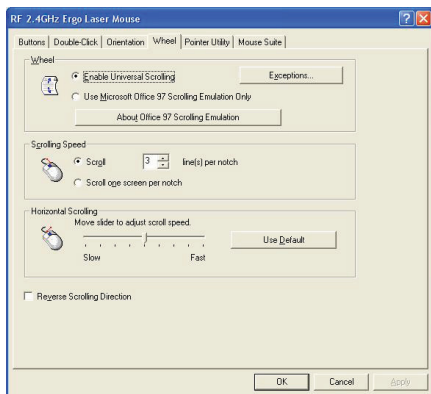 RF 2.4GHz Ergo Laser Mouse
Buttons Double-Click Orientation Wheel Pointer Utility Mouse Suite
Wheel
Enable Universal Scrolling
Exceptions...
Use Microsoft Office 97 Scrolling Emulation Only
About Office 97 Scrolling Emulation
Scrolling Speed
Scroll 3 line(s) per notch
Scroll one screen per notch
Horizontal Scrolling
Move slider to adjust scroll speed.
Use Default
Slow Fast
Reverse Scrolling Direction
OK Cancel Apply